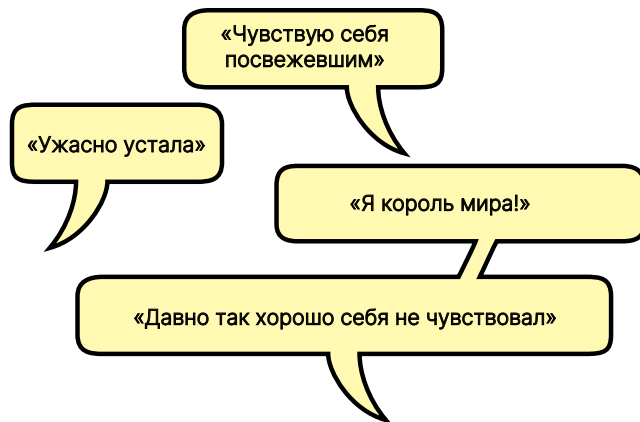 «Чувствую себя
посвежевшим»
«Ужасно устала»
«Я король мира!»
«Давно так хорошо себя не чувствовал»